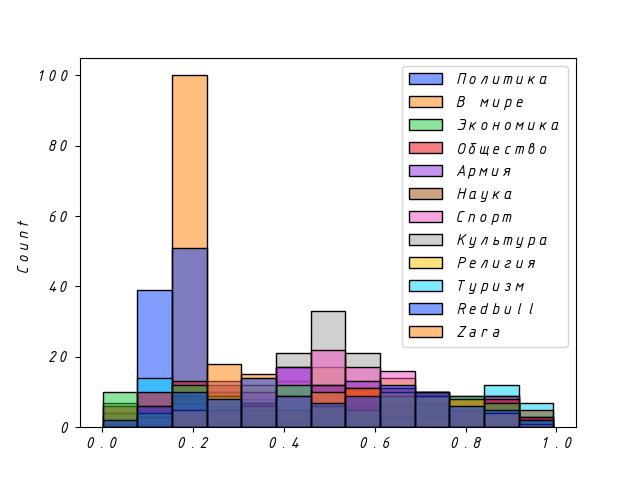 Count
100
80
60
40
20
0
0.0 0.2 0.4 0.6 0.8 1.0
Политика
В мире
Экономика
Общество
Армия
Наука
Спорт
Культура
Религия
Туризм
Redbull
Zara